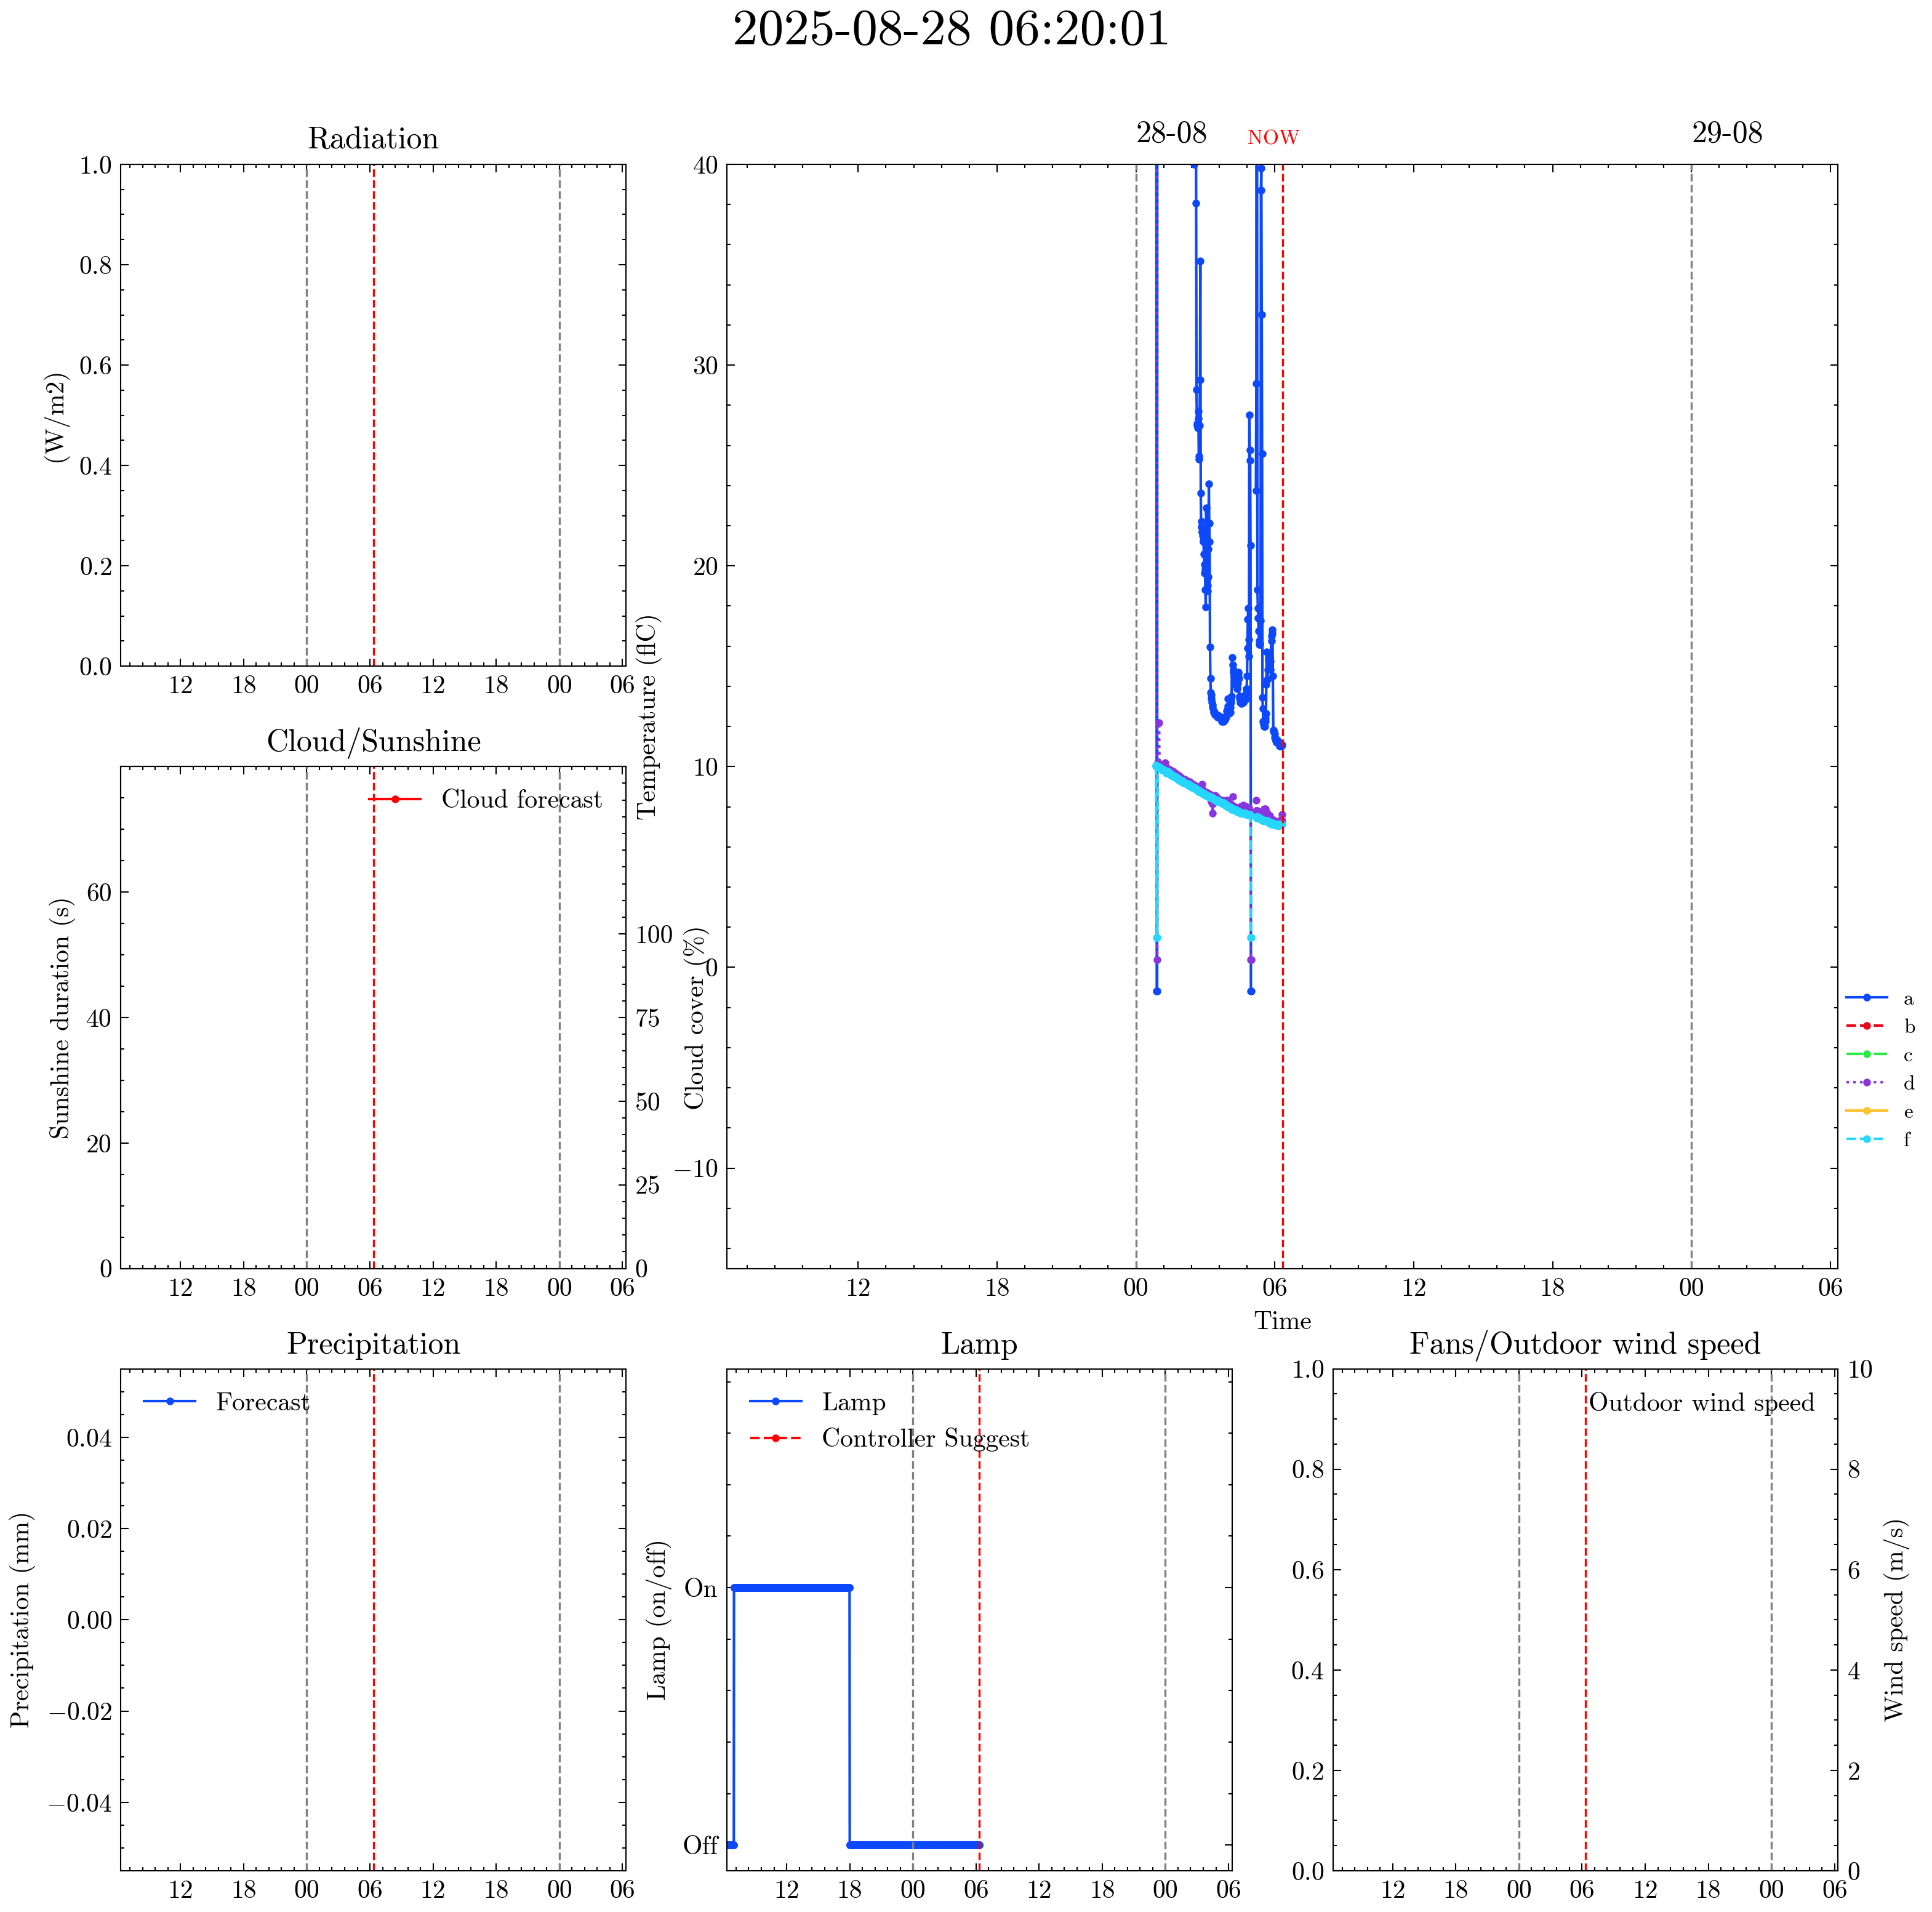 2025-08-28 06:20:01
Radiation
(W/m2)
1.0
0.8
0.6
0.4
0.2
0.0
12 18 00 06 12 18 00 06
28-08 NOW 29-08
Temperature (flC)
40
30
20
10
0
−10
12 18 00 06 12 18 00 06
Time
a
b
c
d
e
f
Cloud/Sunshine
Cloud forecast
Sunshine duration (s)
60
40
20
0
Cloud cover (%)
100
75
50
25
0
12 18 00 06 12 18 00 06
Precipitation
Forecast
Precipitation (mm)
0.04
0.02
0.00
−0.02
−0.04
12 18 00 06 12 18 00 06
Lamp
Lamp
Controller Suggest
Lamp (on/off)
On
Off
12 18 00 06 12 18 00 06
Fans/Outdoor wind speed
Outdoor wind speed
1.0
0.8
0.6
0.4
0.2
0.0
Wind speed (m/s)
10
8
6
4
2
0
12 18 00 06 12 18 00 06